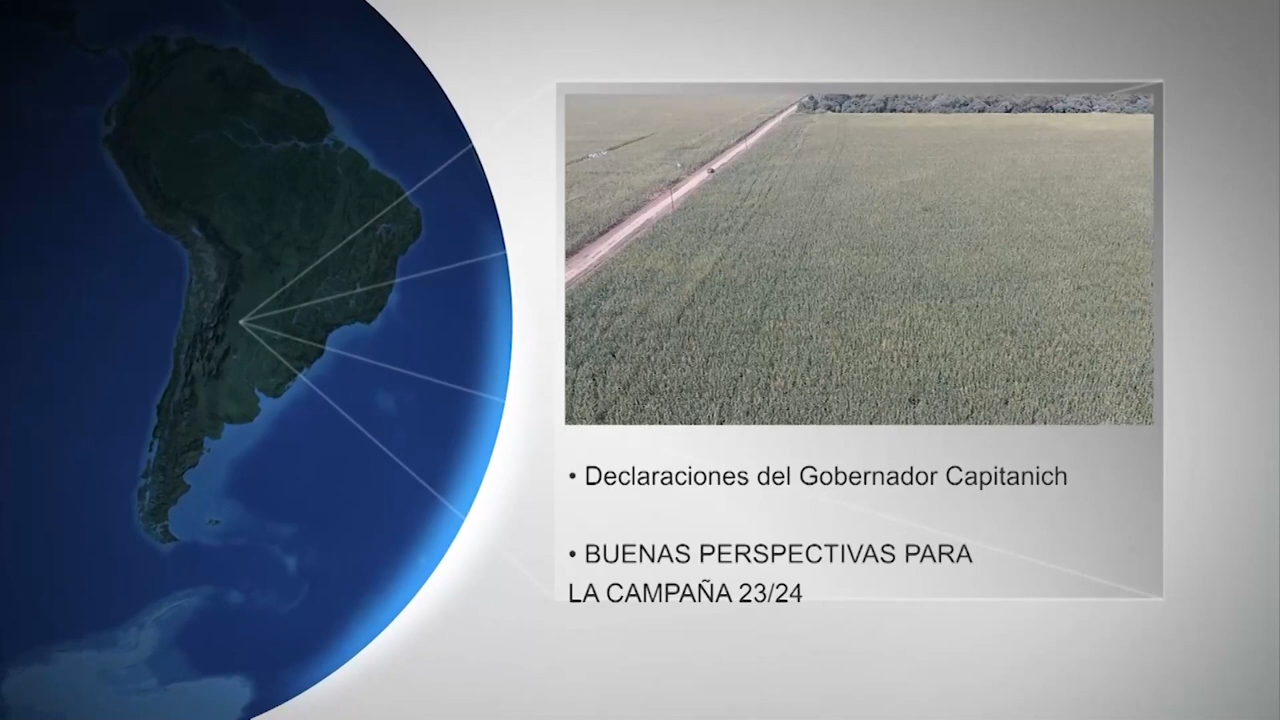 • Declaraciones del Gobernador Capitanich
• BUENAS PERSPECTIVAS PARA
LA CAMPAÑA 23/24